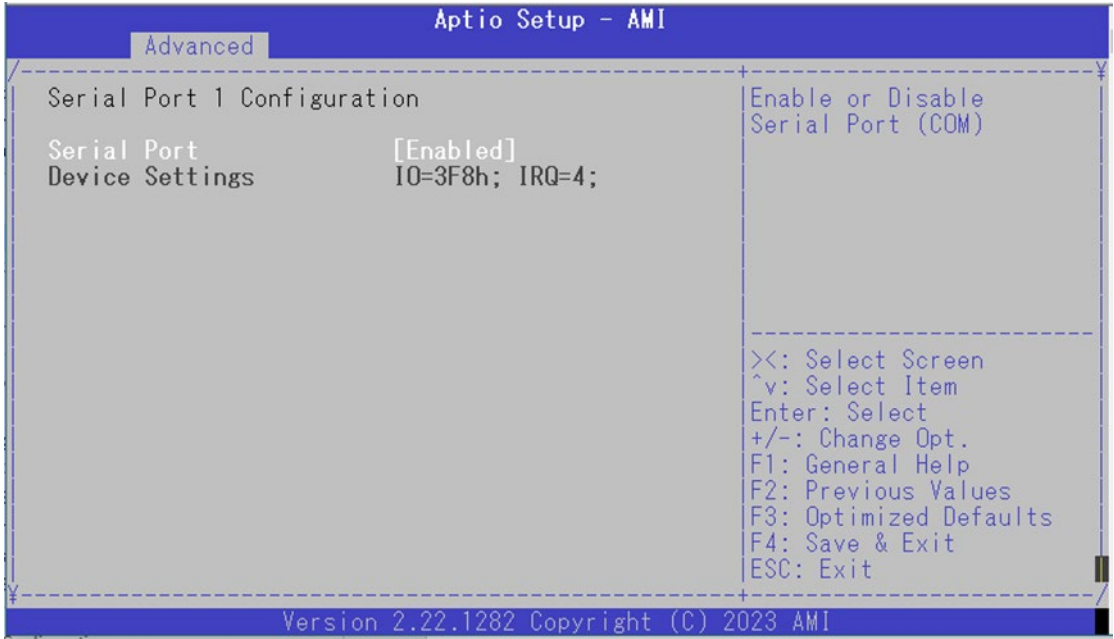 Aptio Setup - AMI
Advanced
Serial Port 1 Configuration
Serial Port [Enabled]
Device Settings IO=3F8h; IRQ=4;
Enable or Disable
Serial Port (COM)
><: Select Screen
^v: Select Item
Enter: Select
+/-: Change Opt.
F1: General Help
F2: Previous Values
F3: Optimized Defaults
F4: Save & Exit
ESC: Exit
Version 2.22.1282 Copyright (C) 2023 AMI